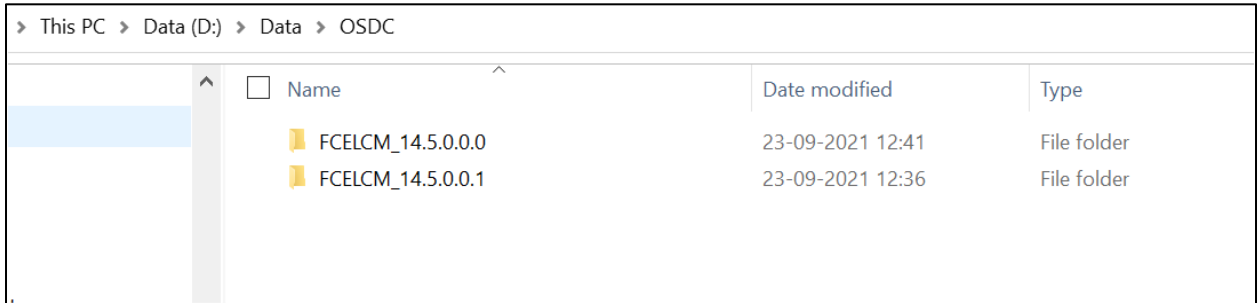 This PC > Data (D:) > Data > OSDC
Name Date modified Type
FCELCM_14.5.0.0.0 23-09-2021 12:41 File folder
FCELCM_14.5.0.0.1 23-09-2021 12:36 File folder